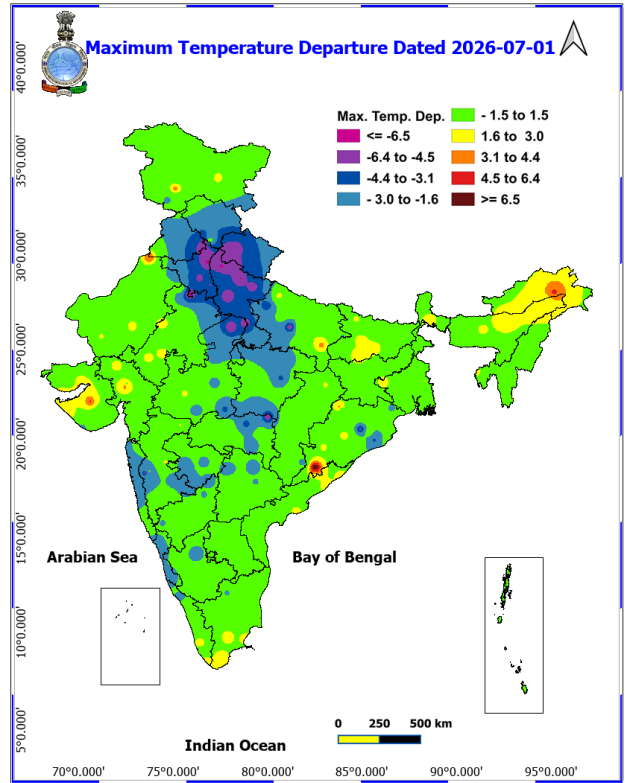 Maximum Temperature Departure Dated 2026-07-01
Max. Temp. Dep.
<= -6.5
-6.4 to -4.5
-4.4 to -3.1
- 3.0 to -1.6
- 1.5 to 1.5
1.6 to 3.0
3.1 to 4.4
4.5 to 6.4
>= 6.5
40°0.000'
35°0.000'
30°0.000'
25°0.000'
20°0.000'
15°0.000'
10°0.000'
5°0.000'
Arabian Sea
Bay of Bengal
Indian Ocean
0 250 500 km
70°0.000' 75°0.000' 80°0.000' 85°0.000' 90°0.000' 95°0.000'